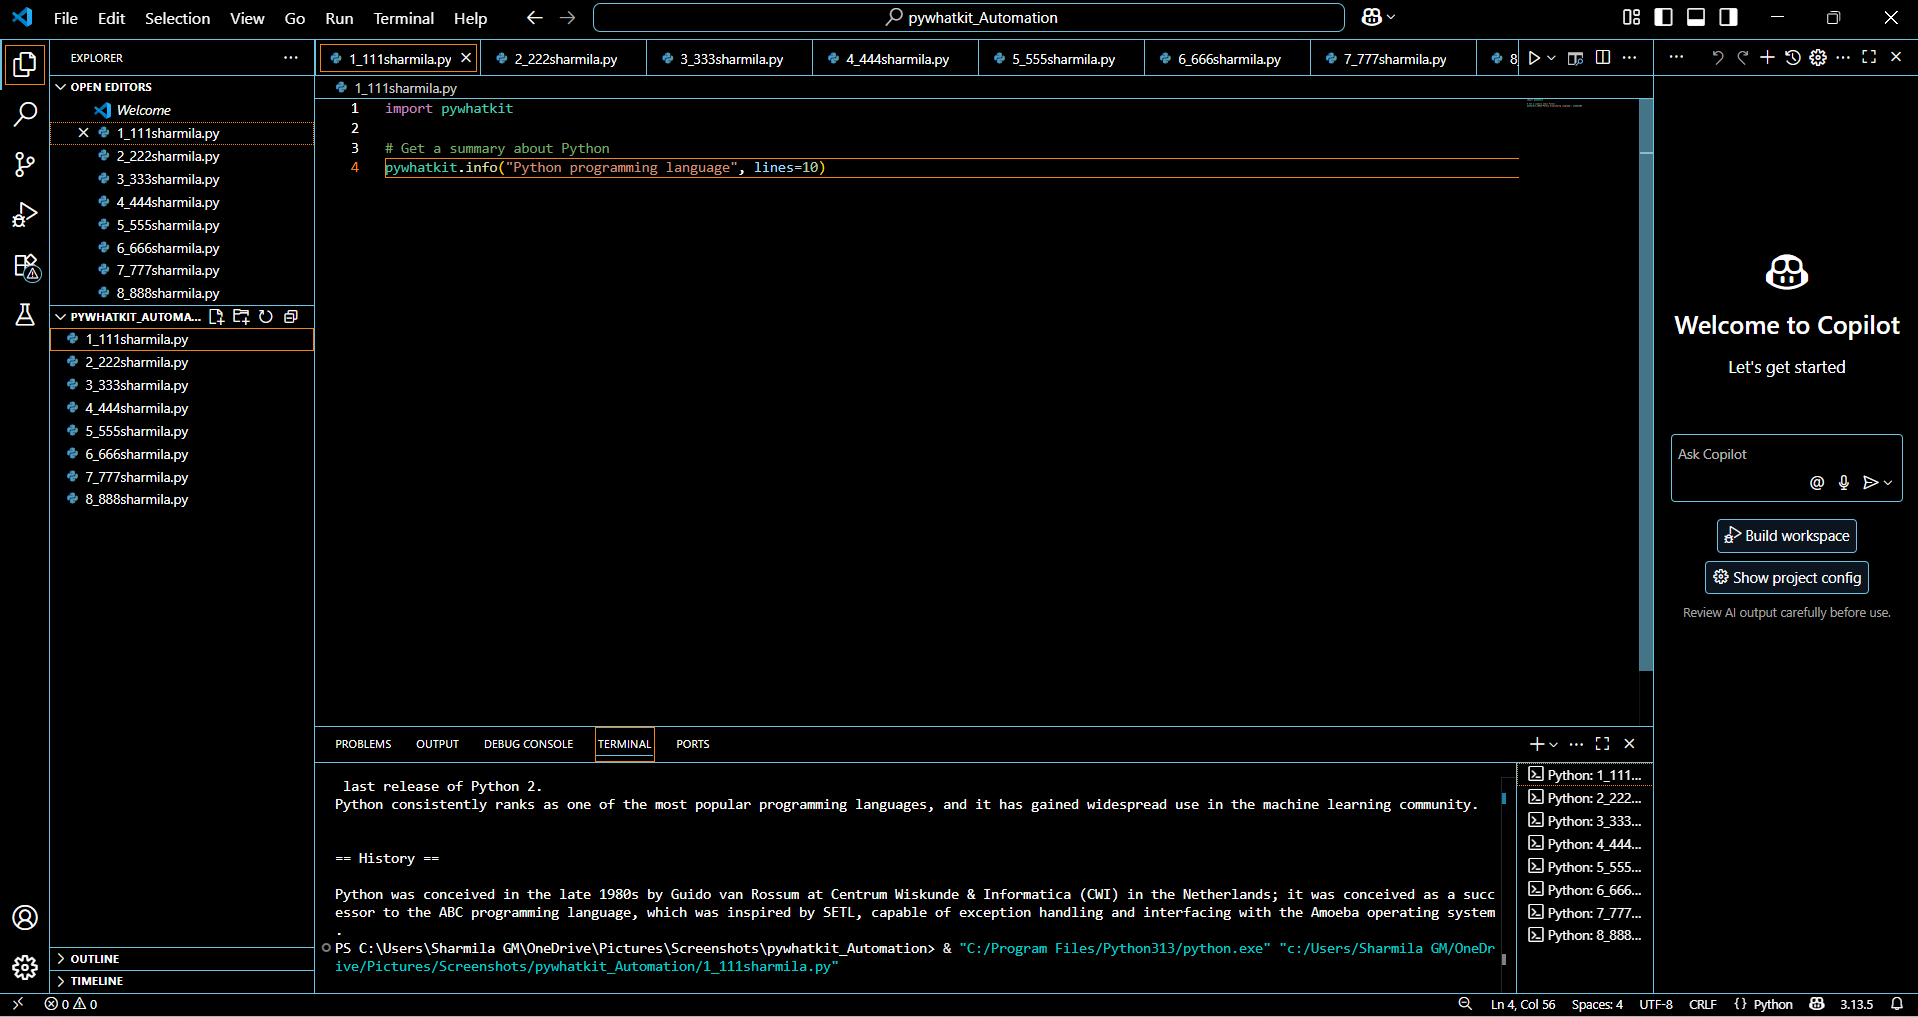 File Edit Selection View Go Run Terminal Help
pywhatkit_Automation
EXPLORER
OPEN EDITORS
Welcome
1_111sharmila.py
2_222sharmila.py
3_333sharmila.py
4_444sharmila.py
5_555sharmila.py
6_666sharmila.py
7_777sharmila.py
8_888sharmila.py
PYWHATKIT_AUTOMA...
1_111sharmila.py
2_222sharmila.py
3_333sharmila.py
4_444sharmila.py
5_555sharmila.py
6_666sharmila.py
7_777sharmila.py
8_888sharmila.py
OUTLINE
TIMELINE
1_111sharmila.py 2_222sharmila.py 3_333sharmila.py 4_444sharmila.py 5_555sharmila.py 6_666sharmila.py 7_777sharmila.py 8
1_111sharmila.py
1 import pywhatkit
2
3 # Get a summary about Python
4 pywhatkit.info("Python programming language", lines=10)
PROBLEMS OUTPUT DEBUG CONSOLE TERMINAL PORTS
last release of Python 2.
Python consistently ranks as one of the most popular programming languages, and it has gained widespread use in the machine learning community.
== History ==
Python was conceived in the late 1980s by Guido van Rossum at Centrum Wiskunde & Informatica (CWI) in the Netherlands; it was conceived as a succ
essor to the ABC programming language, which was inspired by SETL, capable of exception handling and interfacing with the Amoeba operating system
.
PS C:\Users\Sharmila GM\OneDrive\Pictures\Screenshots\pywhatkit_Automation> & "C:/Program Files/Python313/python.exe" "c:/Users/Sharmila GM/OneDr
ive/Pictures/Screenshots/pywhatkit_Automation/1_111sharmila.py"
Python: 1_111...
Python: 2_222...
Python: 3_333...
Python: 4_444...
Python: 5_555...
Python: 6_666...
Python: 7_777...
Python: 8_888...
Welcome to Copilot
Let's get started
Ask Copilot
@
Build workspace
Show project config
Review AI output carefully before use.
0 0
Ln 4, Col 56 Spaces: 4 UTF-8 CRLF {} Python 3.13.5